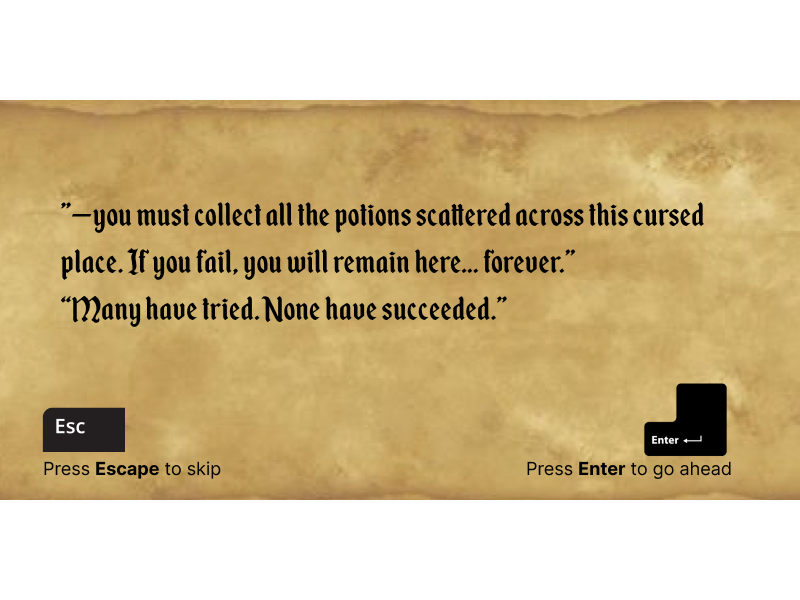 ”—you must collect all the potions scattered across this cursed
place. If you fail, you will remain here... forever.”
“Many have tried. None have succeeded.”
Esc
Enter
Press Escape to skip
Press Enter to go ahead